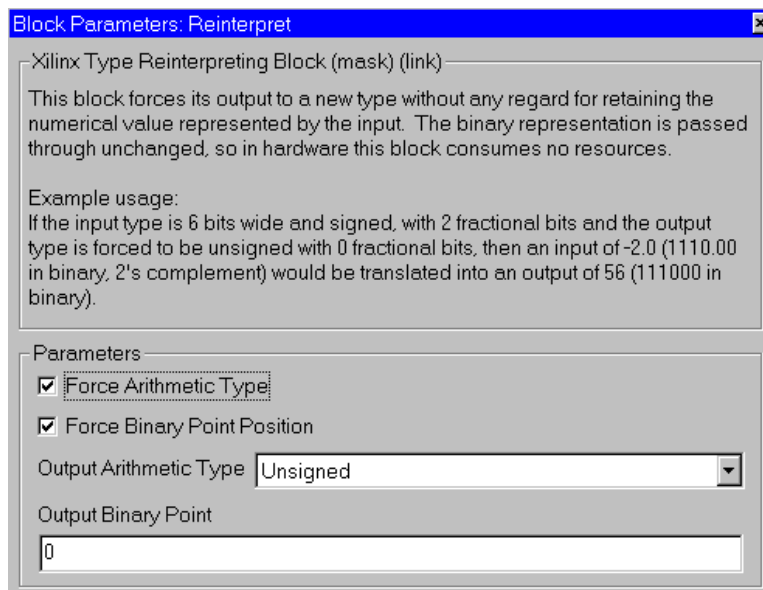 Block Parameters: Reinterpret
Xilinx Type Reinterpreting Block (mask) (link)
This block forces its output to a new type without any regard for retaining the
numerical value represented by the input.  The binary representation is passed
through unchanged, so in hardware this block consumes no resources.
Example usage:
If the input type is 6 bits wide and signed, with 2 fractional bits and the output
type is forced to be unsigned with 0 fractional bits, then an input of -2.0 (1110.00
in binary, 2's complement) would be translated into an output of 56 (111000 in
binary).
Parameters
Force Arithmetic Type
Force Binary Point Position
Output Arithmetic Type Unsigned
Output Binary Point
0